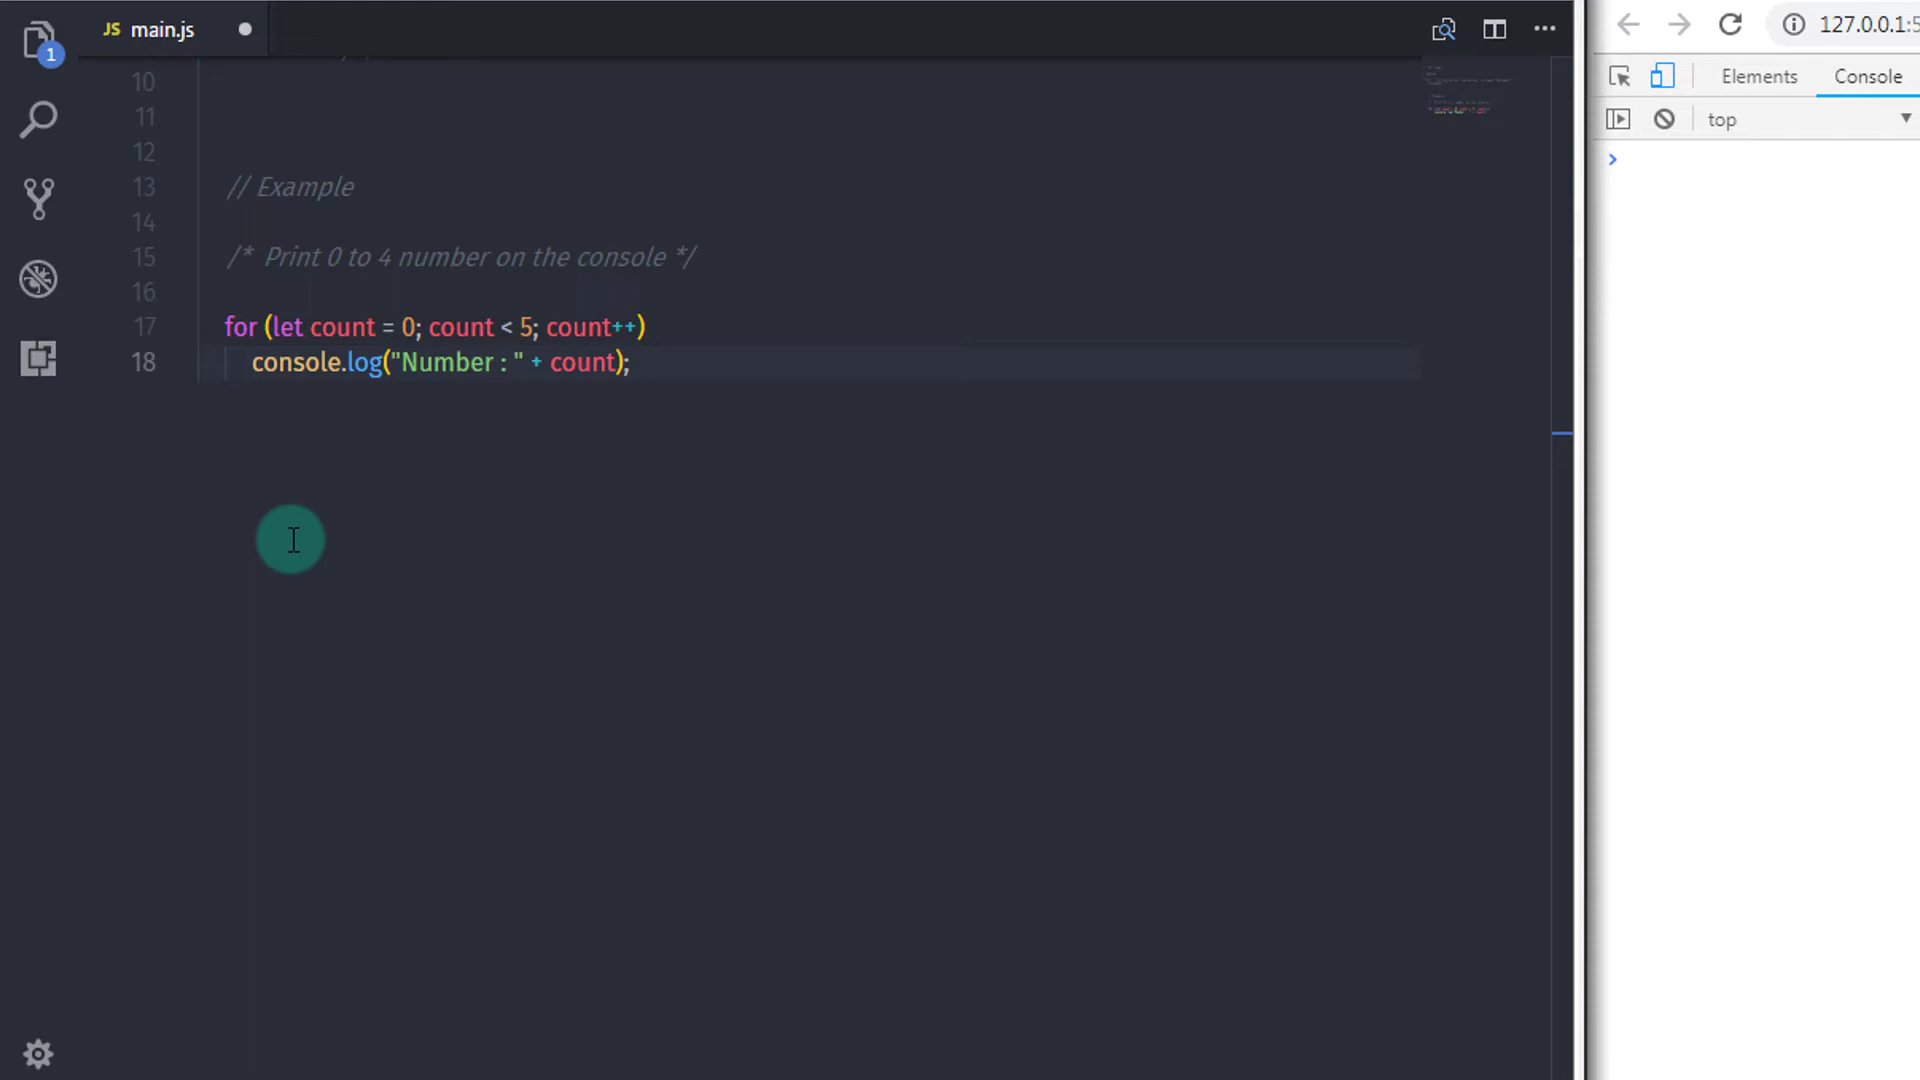 JS main.js
1
10
11
12
13 // Example
14
15 /* Print 0 to 4 number on the console */
16
17 for (let count = 0; count < 5; count++)
18 console.log("Number : " + count);
127.0.0.1:5
Elements Console
top